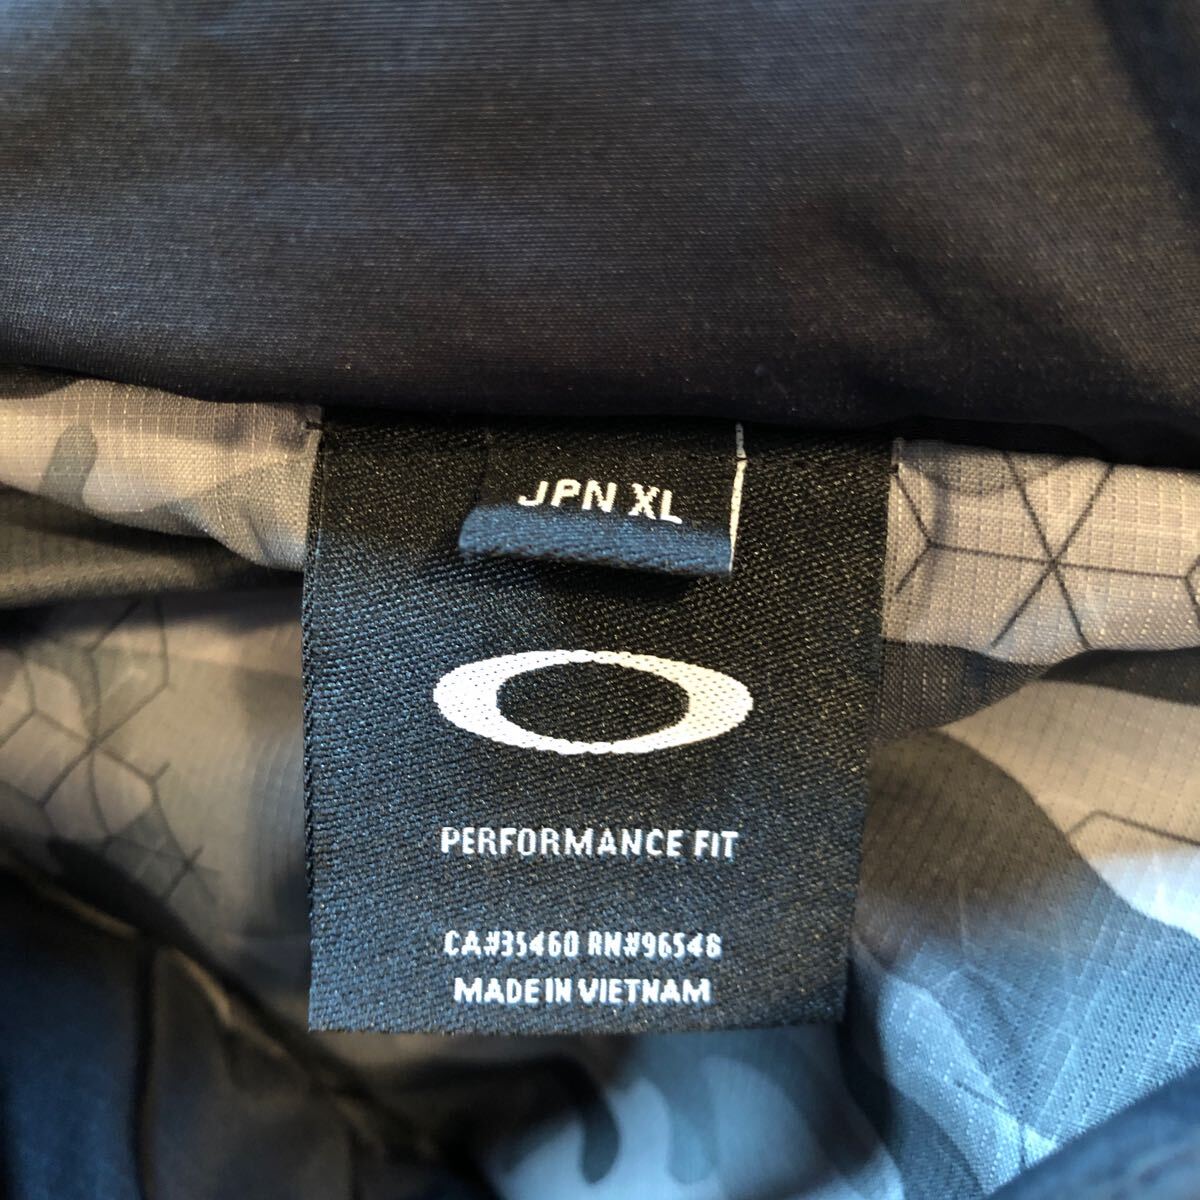 JPN XL
PERFORMANCE FIT
CA#35460 RN#96548
MADE IN VIETNAM